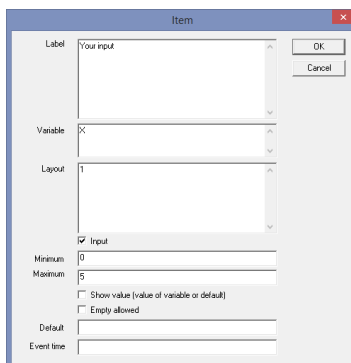 Item
Label
Your input
OK
Cancel
Variable
X
Layout
1
Input
Minimum
0
Maximum
5
Show value (value of variable or default)
Empty allowed
Default
Event time